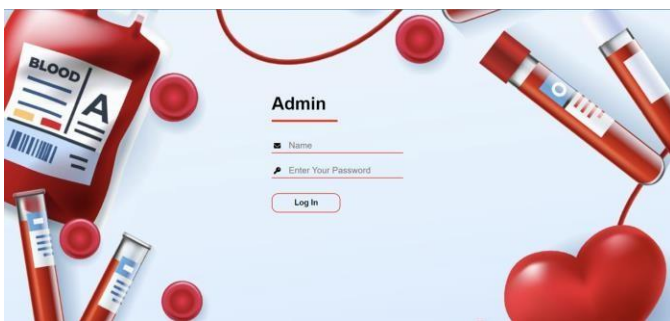 BLOOD
A
O
Admin
Name
Enter Your Password
Log In